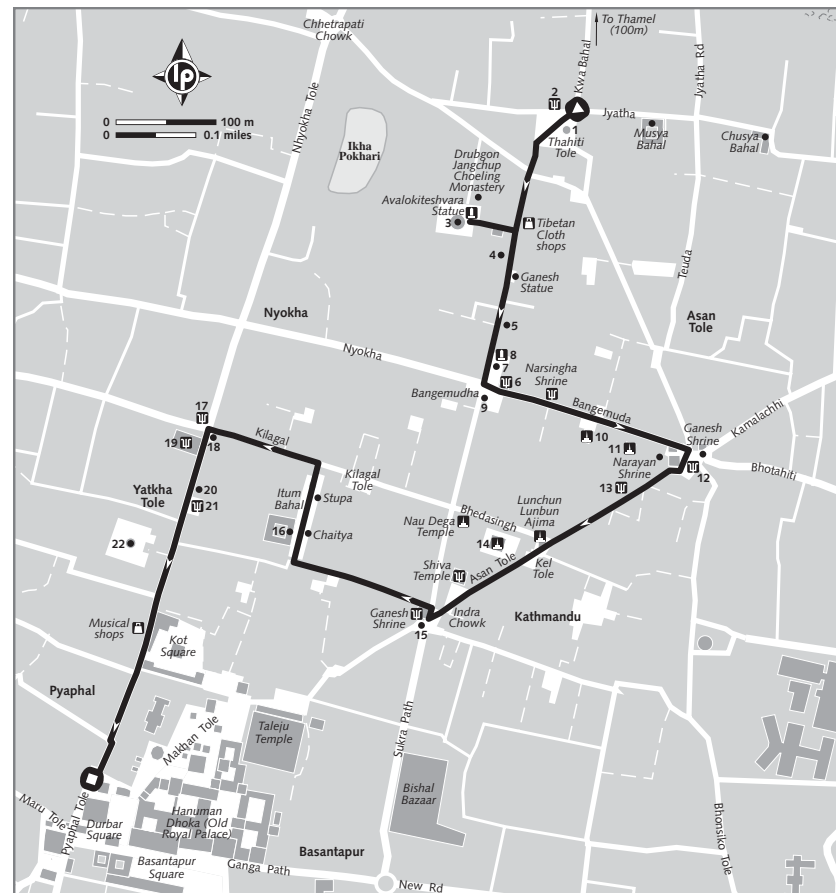 To Thamel
(100m)
Chhetrapati
Chowk
Kwa Bahal
Jyatha Rd
lp
0 100 m
0 0.1 miles
Nhyokha Tole
2
Jyatha
1
Thahiti
Tole
Musya
Bahal
Chusya
Bahal
Ikha
Pokhari
Drubgon
Jangchup
Choeling
Monastery
Avalokiteshvara
Statue
3
Tibetan
Cloth
shops
4
Ganesh
Statue
Teuda
Nyokha
Asan
Tole
5
Nyokha
8
7
6
Narsingha
Shrine
Bangemudha
9
Bangemuda
Kamalachhi
17
Kilagal
10
Ganesh
Shrine
19
18
11
Narayan
Shrine
Bhotahiti
12
Kilagal
Tole
13
Yatkha
Tole
20
21
Itum
Bahal
Stupa
Lunchun
Lunbun
Ajima
Bhedasingh
Nau Dega
Temple
16
Chaitya
22
14
Asan Tole
Kel
Tole
Shiva
Temple
Musical
shops
Ganesh
Shrine
Indra
Chowk
Kathmandu
15
Kot
Square
Pyaphal
Makhan Tole
Taleju
Temple
Sukra Path
Bishal
Bazaar
Maru Tole
Pyaphal Tole
Durbar
Square
Hanuman
Dhoka (Old
Royal Palace)
Bhonsiko Tole
Basantapur
Basantapur
Square
Ganga Path
New Rd